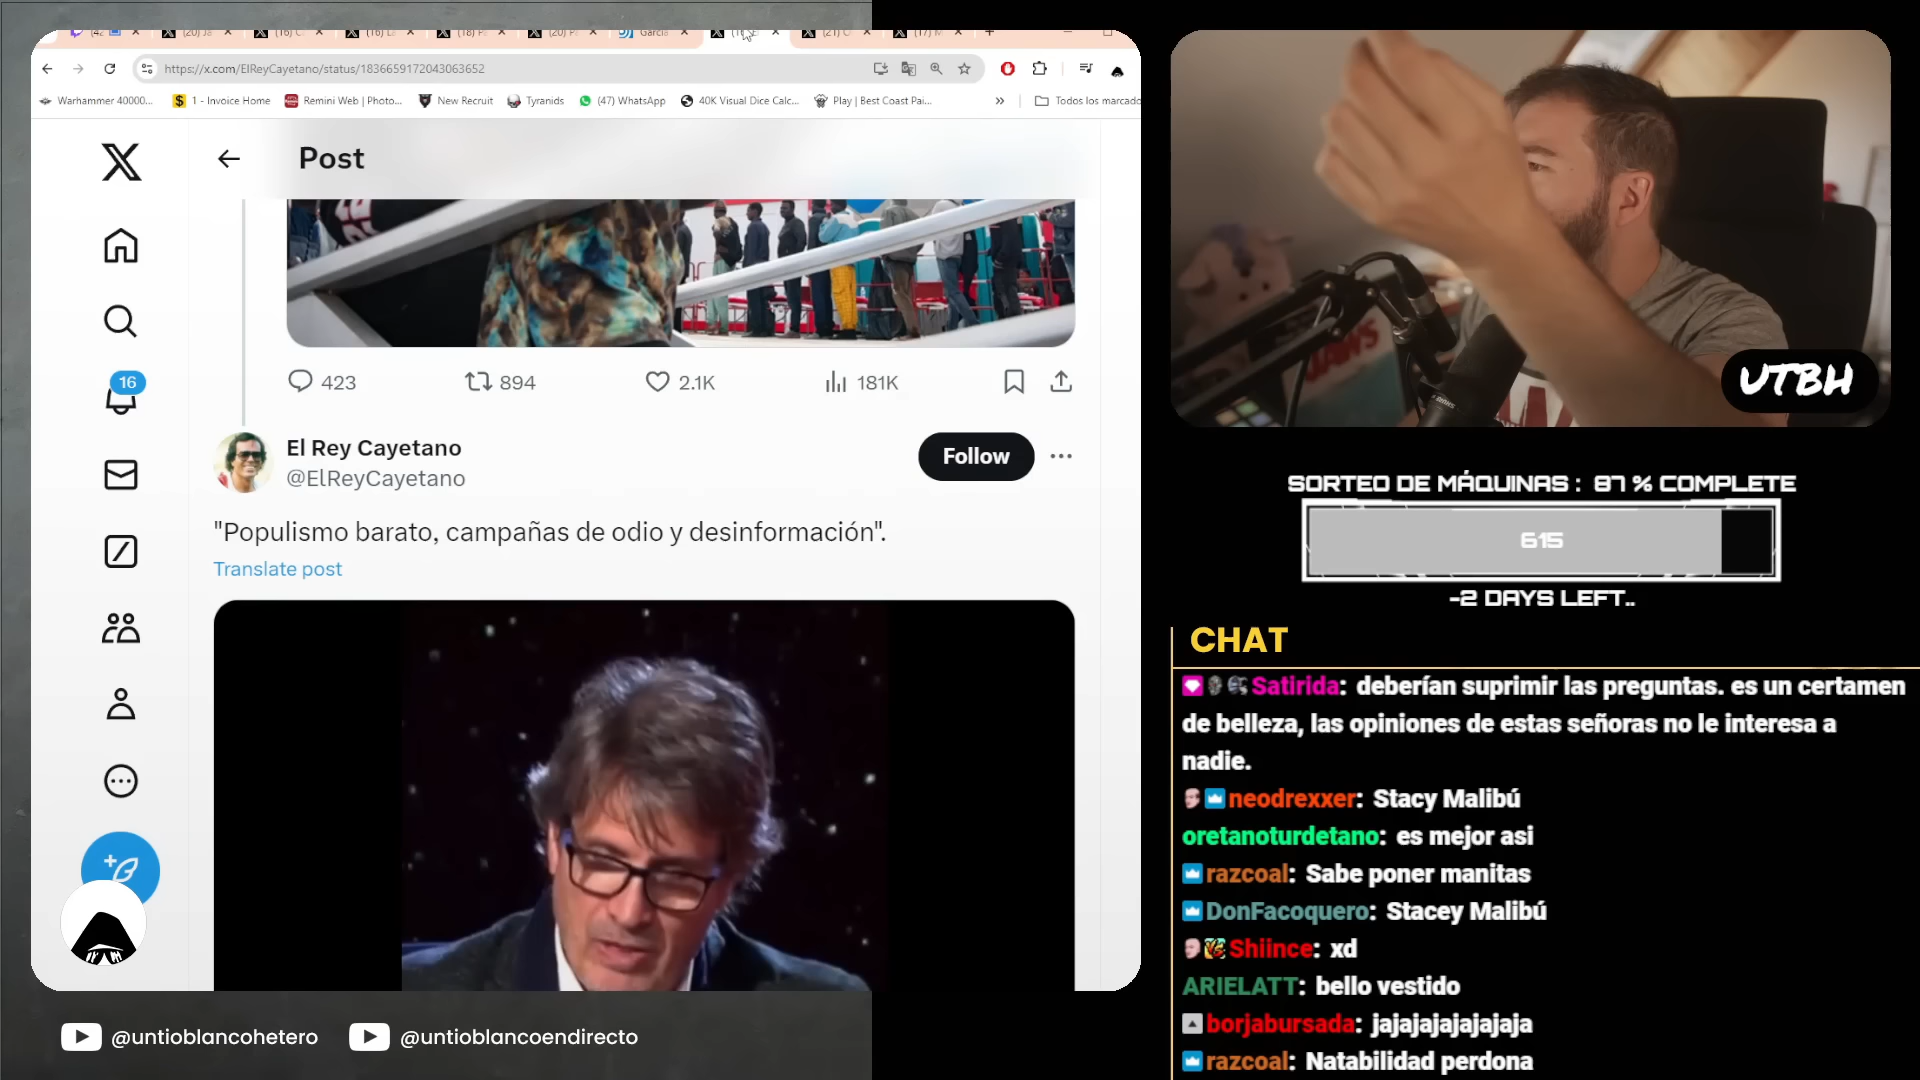 https://x.com/ElReyCayetano/status/1836659172043063652
Warhammer 40000...
1 - Invoice Home
Remini Web | Photo...
New Recruit
Tyranids
(47) WhatsApp
40K Visual Dice Calc...
Play | Best Coast Pai...
»
Todos los marcado
Post
423
894
2.1K
181K
16
El Rey Cayetano
@ElReyCayetano
Follow
"Populismo barato, campañas de odio y desinformación".
Translate post
@untioblancohetero
@untioblancoendirecto
UTBH
SORTEO DE MÁQUINAS : 87 % COMPLETE
615
-2 DAYS LEFT..
CHAT
Satirida: deberían suprimir las preguntas. es un certamen
de belleza, las opiniones de estas señoras no le interesa a
nadie.
neodrexxer: Stacy Malibú
oretanoturdetano: es mejor asi
razcoal: Sabe poner manitas
DonFacoquero: Stacey Malibú
Shiince: xd
ARIELATT: bello vestido
borjabursada: jajajajajajajaja
razcoal: Natabilidad perdona